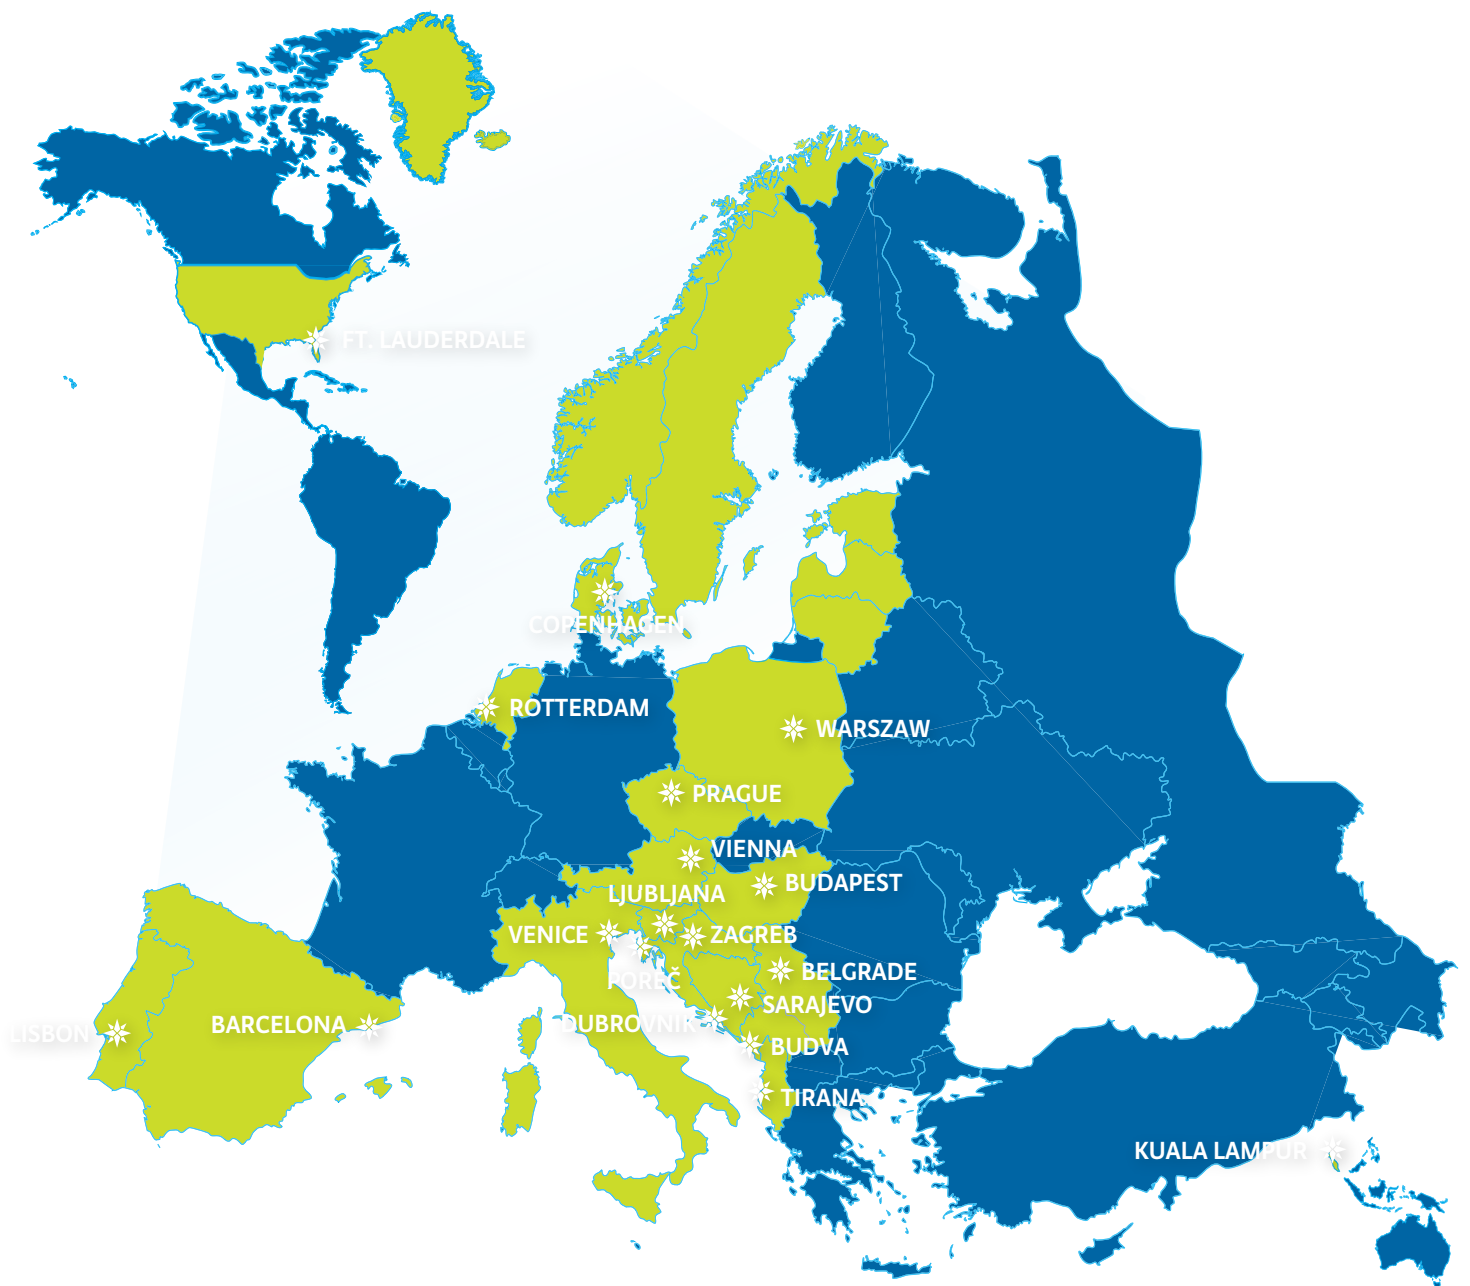 FT. LAUDERDALE
COPENHAGEN
ROTTERDAM
WARSZAW
PRAGUE
VIENNA
BUDAPEST
LJUBLJANA
VENICE
ZAGREB
POREČ
BELGRADE
SARAJEVO
LISBON
BARCELONA
DUBROVNIK
BUDVA
TIRANA
KUALA LAMPUR